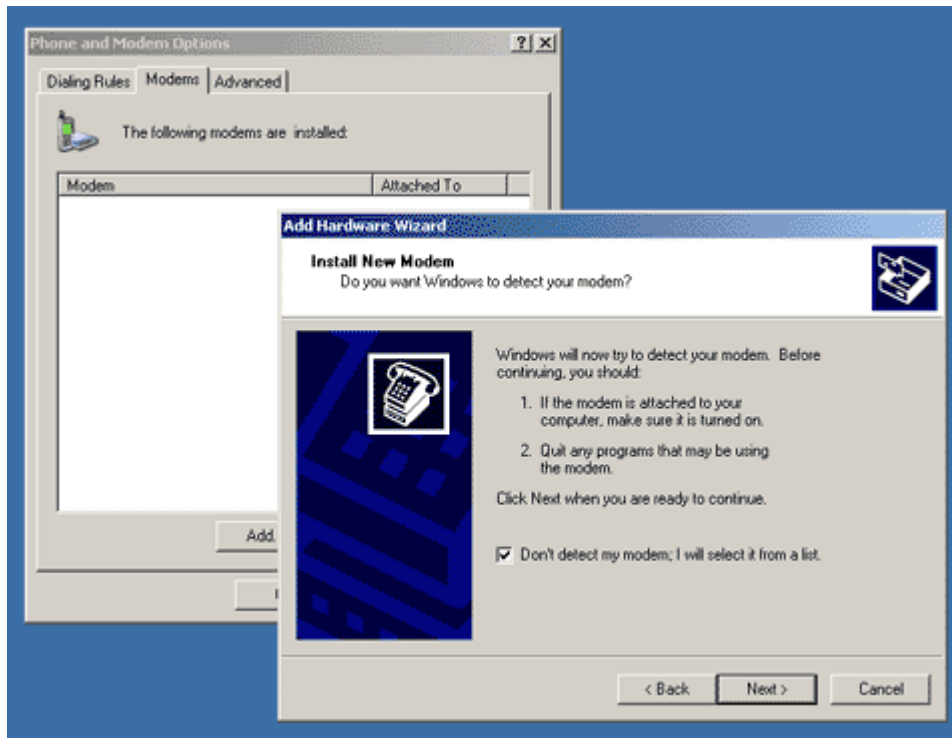 Phone and Modem Options
Dialing Rules Modems Advanced
The following modems are installed:
Modem Attached To
Add
Add Hardware Wizard
Install New Modem
Do you want Windows to detect your modem?
Windows will now try to detect your modem. Before
continuing, you should:
1. If the modem is attached to your
computer, make sure it is turned on.
2. Quit any programs that may be using
the modem.
Click Next when you are ready to continue.
Don't detect my modem; I will select it from a list.
< Back Next > Cancel